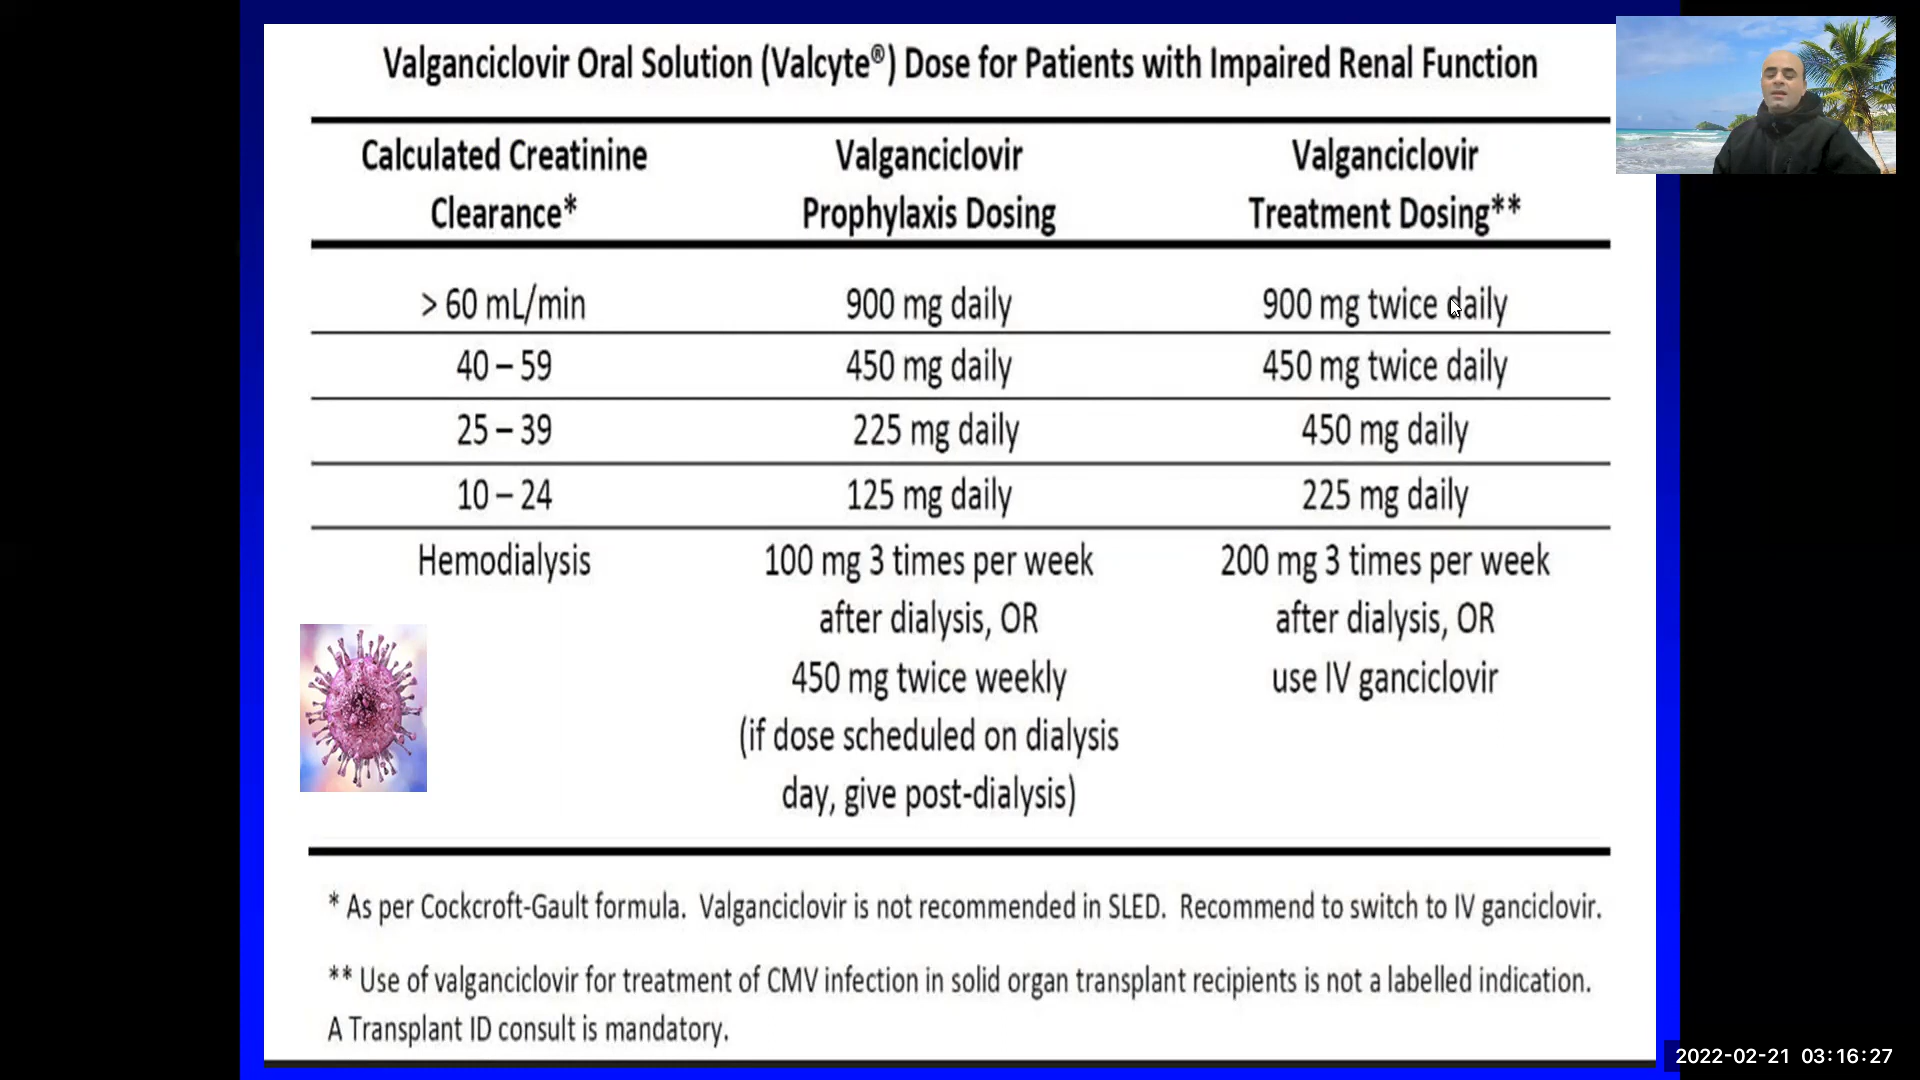 Valganciclovir Oral Solution (Valcyte®) Dose for Patients with Impaired Renal Function
Calculated Creatinine Clearance*
Valganciclovir Prophylaxis Dosing
Valganciclovir Treatment Dosing**
> 60 mL/min 900 mg daily 900 mg twice daily
40 – 59 450 mg daily 450 mg twice daily
25 – 39 225 mg daily 450 mg daily
10 – 24 125 mg daily 225 mg daily
Hemodialysis 100 mg 3 times per week 200 mg 3 times per week
after dialysis, OR after dialysis, OR
450 mg twice weekly use IV ganciclovir
(if dose scheduled on dialysis
day, give post-dialysis)
* As per Cockcroft-Gault formula. Valganciclovir is not recommended in SLED. Recommend to switch to IV ganciclovir.
** Use of valganciclovir for treatment of CMV infection in solid organ transplant recipients is not a labelled indication.
A Transplant ID consult is mandatory.
2022-02-21 03:16:27